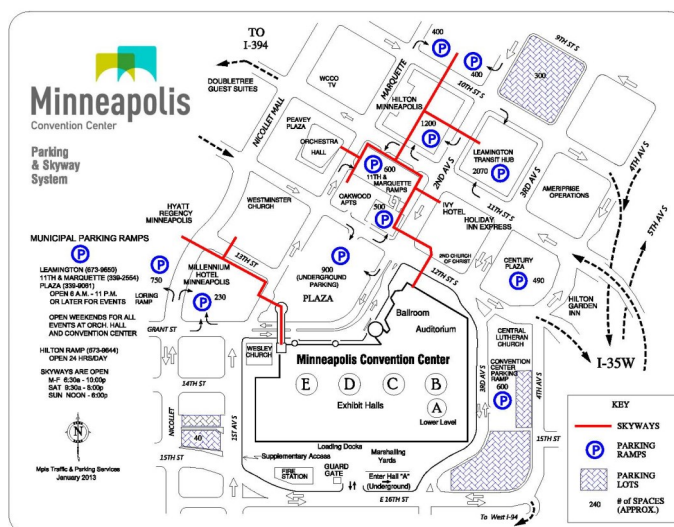 Minneapolis
Convention Center
Parking
& Skyway
System
TO
I-394
DOUBLETREE
GUEST SUITES
NICOLLET MALL
WCCO
TV
MARQUETTE
400
400
10TH ST S
9TH ST S
300
PEAVEY
PLAZA
ORCHESTRA
HALL
HILTON
MINNEAPOLIS
1200
2ND AV S
LEAMINGTON
TRANSIT HUB
2070
3RD AV S
4TH AV S
5TH AV S
AMERIPRISE
OPERATIONS
600
11TH &
MARQUETTE
RAMPS
OAKWOOD
APTS
500
IVY
HOTEL
11TH ST S
HOLIDAY
INN EXPRESS
WESTMINSTER
CHURCH
HYATT
REGENCY
MINNEAPOLIS
13TH ST
2ND CHURCH
OF CHRIST
12TH ST S
CENTURY
PLAZA
490
HILTON
GARDEN
INN
I-35W
MUNICIPAL PARKING RAMPS
LEAMINGTON (673-9650)
11TH & MARQUETTE (339-2554)
PLAZA (339-9061)
OPEN 6 A.M. - 11 P.M.
OR LATER FOR EVENTS
OPEN WEEKENDS FOR ALL
EVENTS AT ORCH. HALL
AND CONVENTION CENTER
HILTON RAMP (673-9644)
OPEN 24 HRS/DAY
SKYWAYS ARE OPEN
M-F 6:30a - 10:00p
SAT 9:30a - 8:00p
SUN NOON - 6:00p
N
Mpls Traffic & Parking Services
January 2013
750
LORING
RAMP
MILLENNIUM
HOTEL
MINNEAPOLIS
230
GRANT ST
900
(UNDERGROUND
PARKING)
PLAZA
WESLEY
CHURCH
Ballroom
Auditorium
Minneapolis Convention Center
E D C B
A
Exhibit Halls
Lower Level
CENTRAL
LUTHERAN
CHURCH
CONVENTION
CENTER
PARKING
RAMP
600
3RD AV S
4TH AV S
14TH ST
NICOLLET
40
15TH ST
1ST AV S
15TH ST
Loading Docks
Marshalling
Yards
Supplementary Access
FIRE
STATION
GUARD
GATE
Enter Hall "A"
(Underground)
E 16TH ST
To West I-94
KEY
SKYWAYS
P PARKING
RAMPS
PARKING
LOTS
240 # of SPACES
(APPROX.)